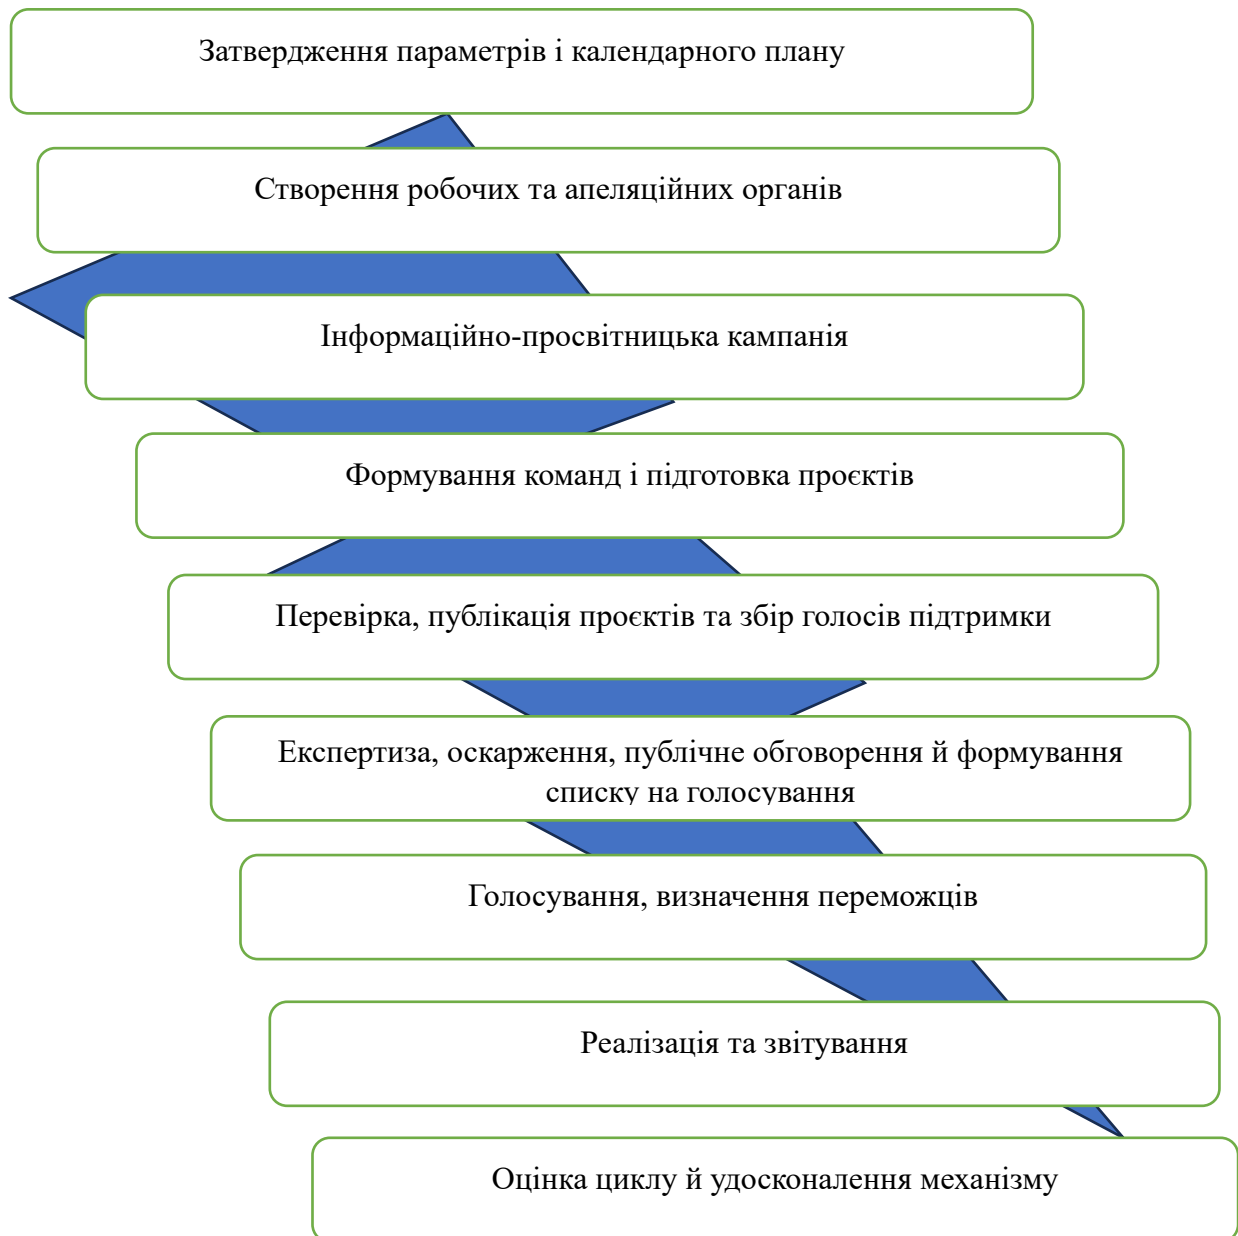 Затвердження параметрів і календарного плану
Створення робочих та апеляційних органів
Інформаційно-просвітницька кампанія
Формування команд і підготовка проєктів
Перевірка, публікація проєктів та збір голосів підтримки
Експертиза, оскарження, публічне обговорення й формування
списку на голосування
Голосування, визначення переможців
Реалізація та звітування
Оцінка циклу й удосконалення механізму